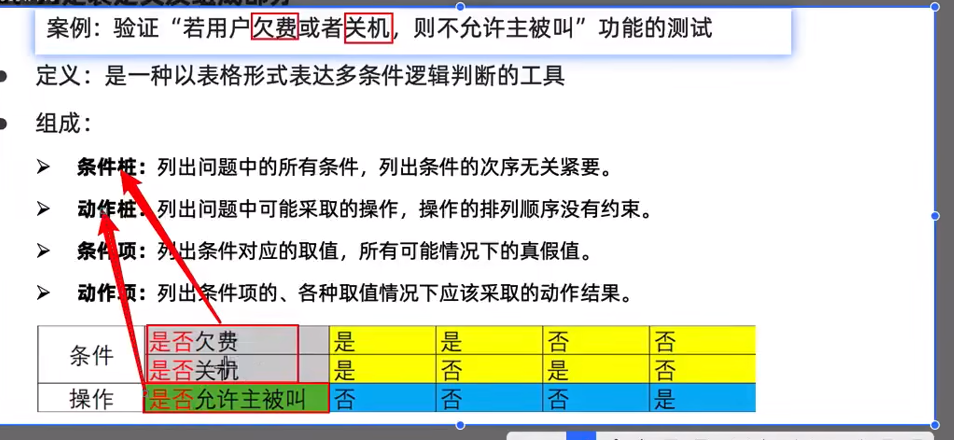 案例：验证“若用户欠费或者关机，则不允许主被叫”功能的测试
定义：是一种以表格形式表达多条件逻辑判断的工具
组成：
条件桩：列出问题中的所有条件，列出条件的次序无关紧要。
动作桩：列出问题中可能采取的操作，操作的排列顺序没有约束。
条件项：列出条件对应的取值，所有可能情况下的真假值。
动作项：列出条件项的、各种取值情况下应该采取的动作结果。
条件 是否欠费 是 是 否 否
是否关机 是 否 是 否
操作 是否允许主被叫 否 否 否 是